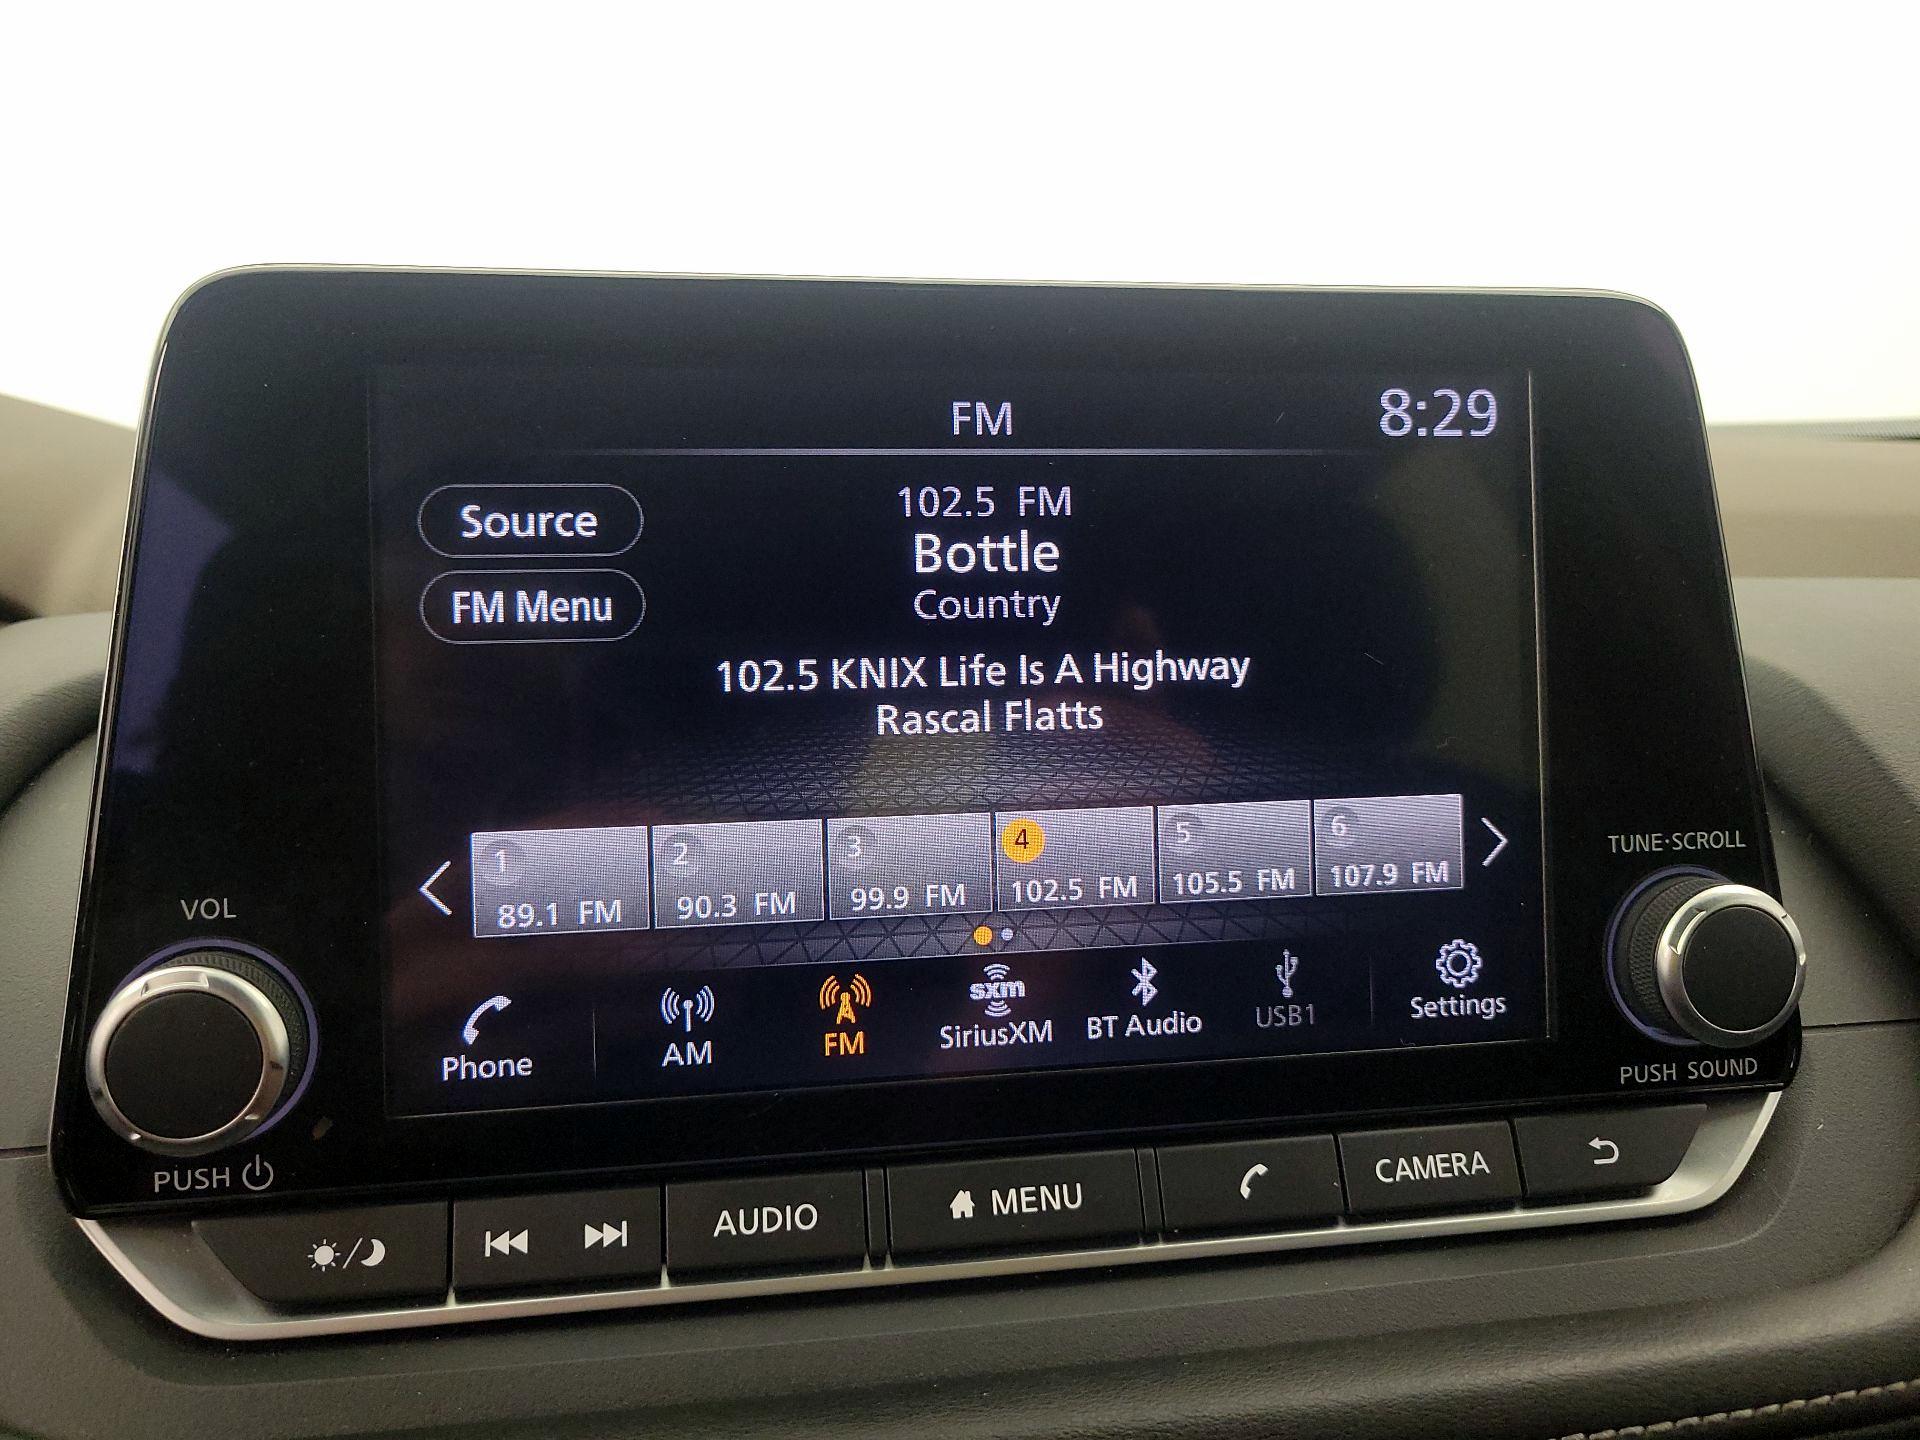 FM
8:29
Source
102.5 FM
Bottle
FM Menu
Country
102.5 KNIX Life Is A Highway
Rascal Flatts
1
2
3
4
5
6
89.1 FM
90.3 FM
99.9 FM
102.5 FM
105.5 FM
107.9 FM
Phone
AM
FM
sxm
SiriusXM
BT Audio
USB1
Settings
VOL
PUSH
TUNE·SCROLL
PUSH SOUND
AUDIO
MENU
CAMERA